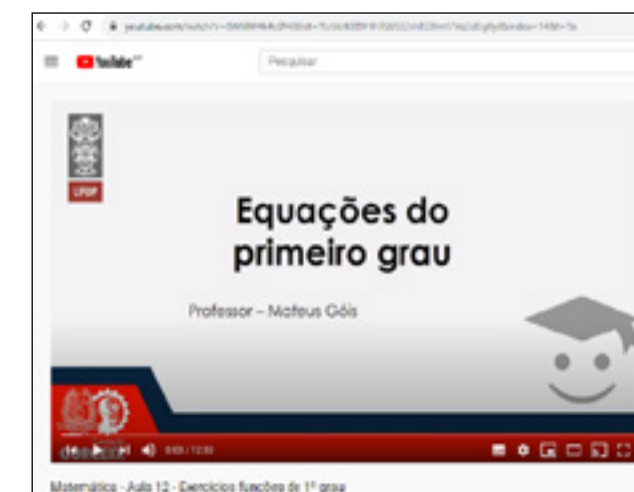 YouTube
Pesquisar
UFOP
Equações do
primeiro grau
Professor – Mateus Góis
Matemática - Aula 12 - Exercícios funções de 1º grau